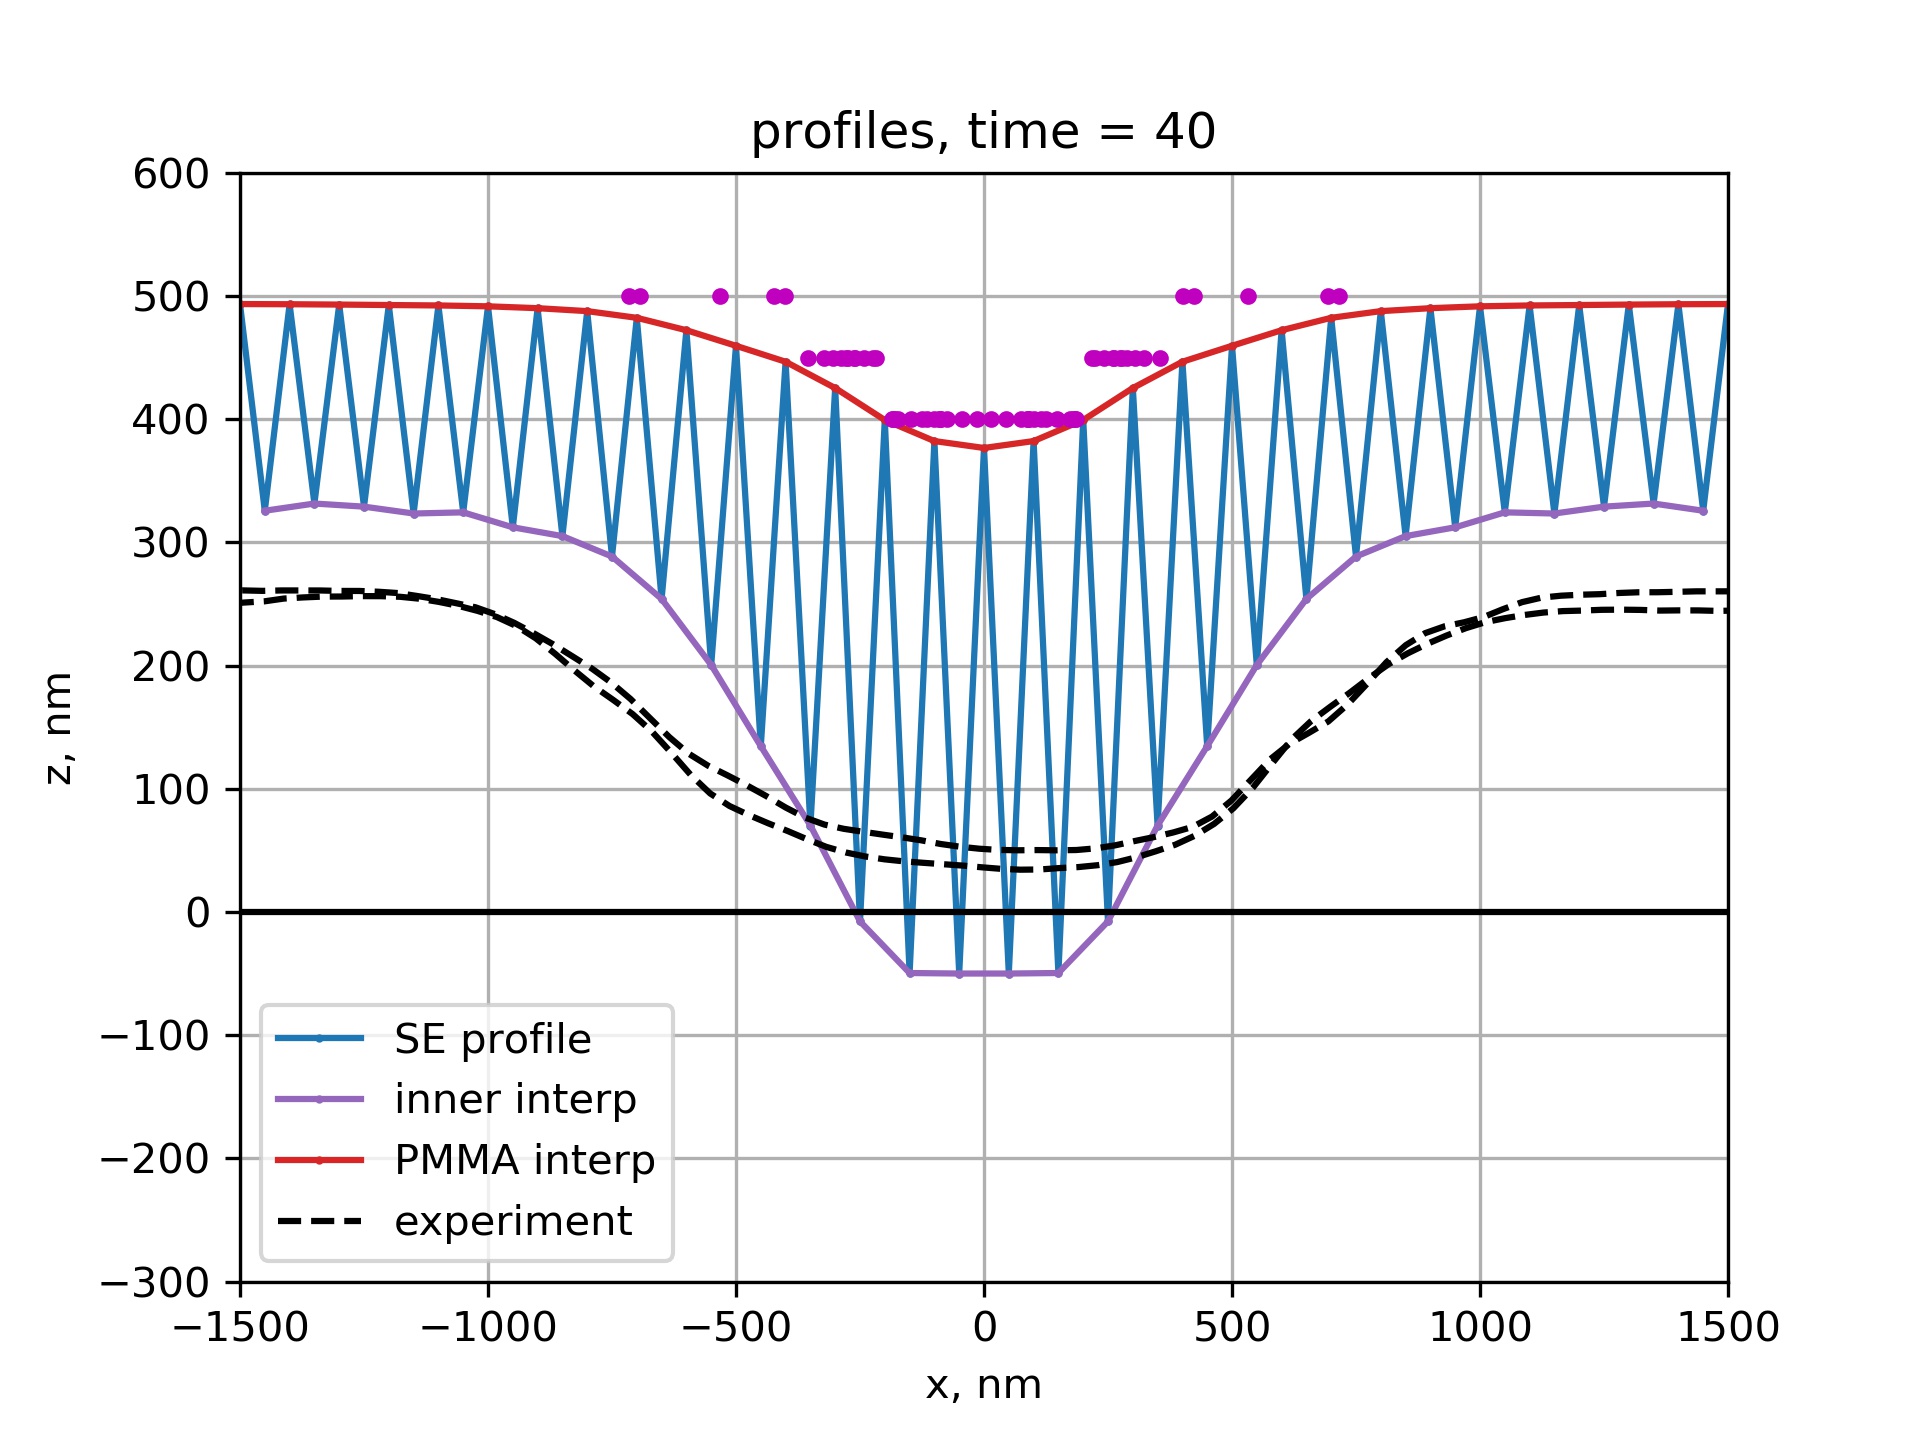 profiles, time = 40
600
500
400
300
200
100
0
−100
−200
−300
z, nm
SE profile
inner interp
PMMA interp
experiment
−1500 −1000 −500 0 500 1000 1500
x, nm